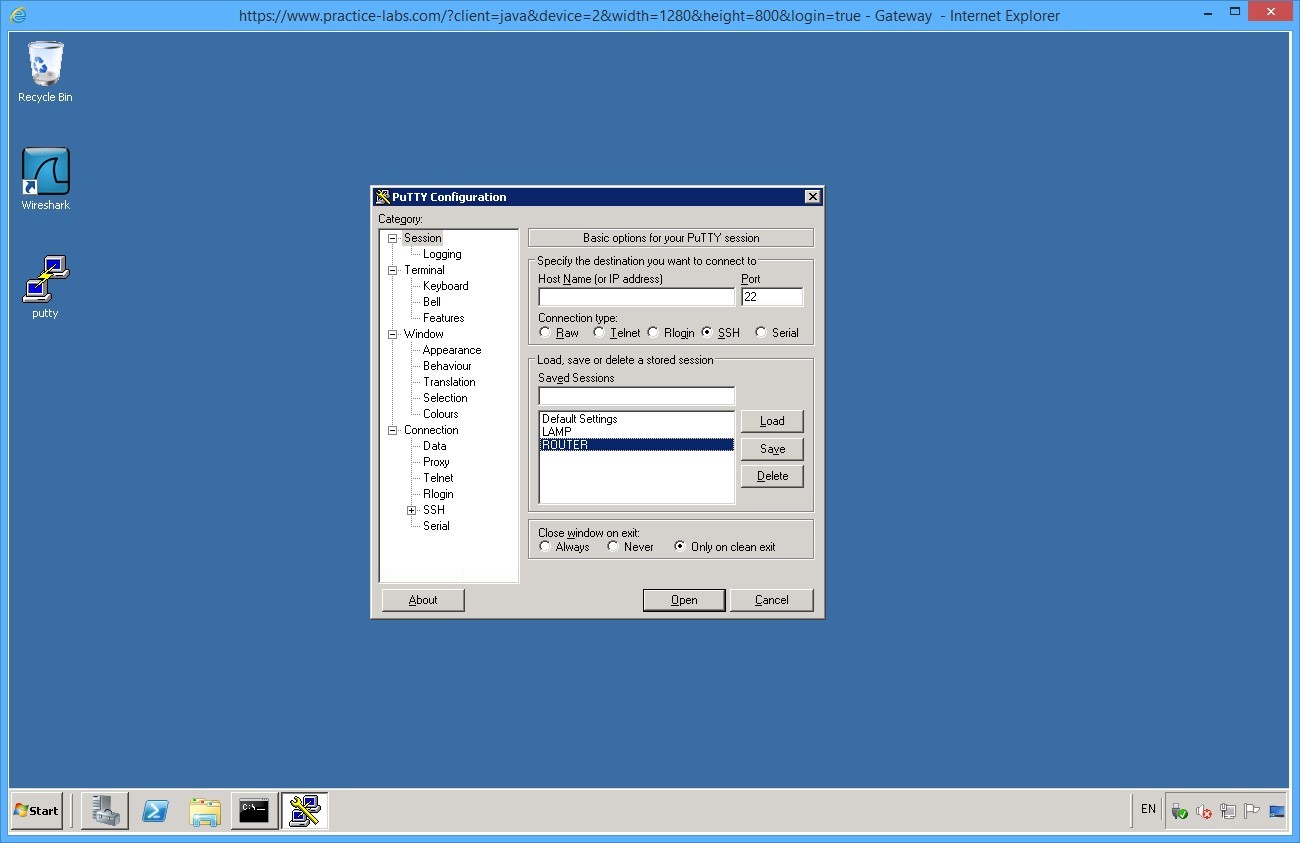 https://www.practice-labs.com/?client=java&device=2&width=1280&height=800&login=true - Gateway - Internet Explorer
Recycle Bin
Wireshark
putty
PuTTY Configuration
Category:
Session
Logging
Terminal
Keyboard
Bell
Features
Window
Appearance
Behaviour
Translation
Selection
Colours
Connection
Data
Proxy
Telnet
Rlogin
SSH
Serial
Basic options for your PuTTY session
Specify the destination you want to connect to
Host Name (or IP address) Port
22
Connection type:
Raw Telnet Rlogin SSH Serial
Load, save or delete a stored session
Saved Sessions
Default Settings
LAMP
ROUTER
Load
Save
Delete
Close window on exit:
Always Never Only on clean exit
About Open Cancel
Start
C:\
EN